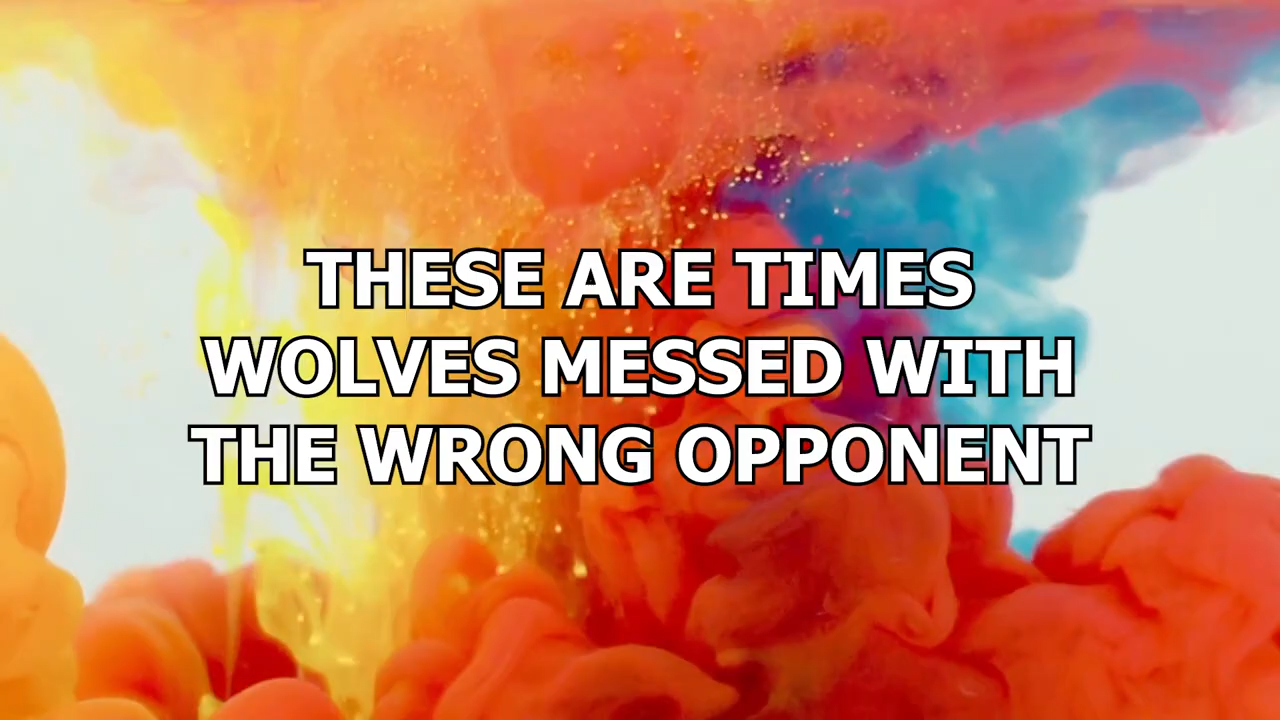 THESE ARE TIMES
WOLVES MESSED WITH
THE WRONG OPPONENT